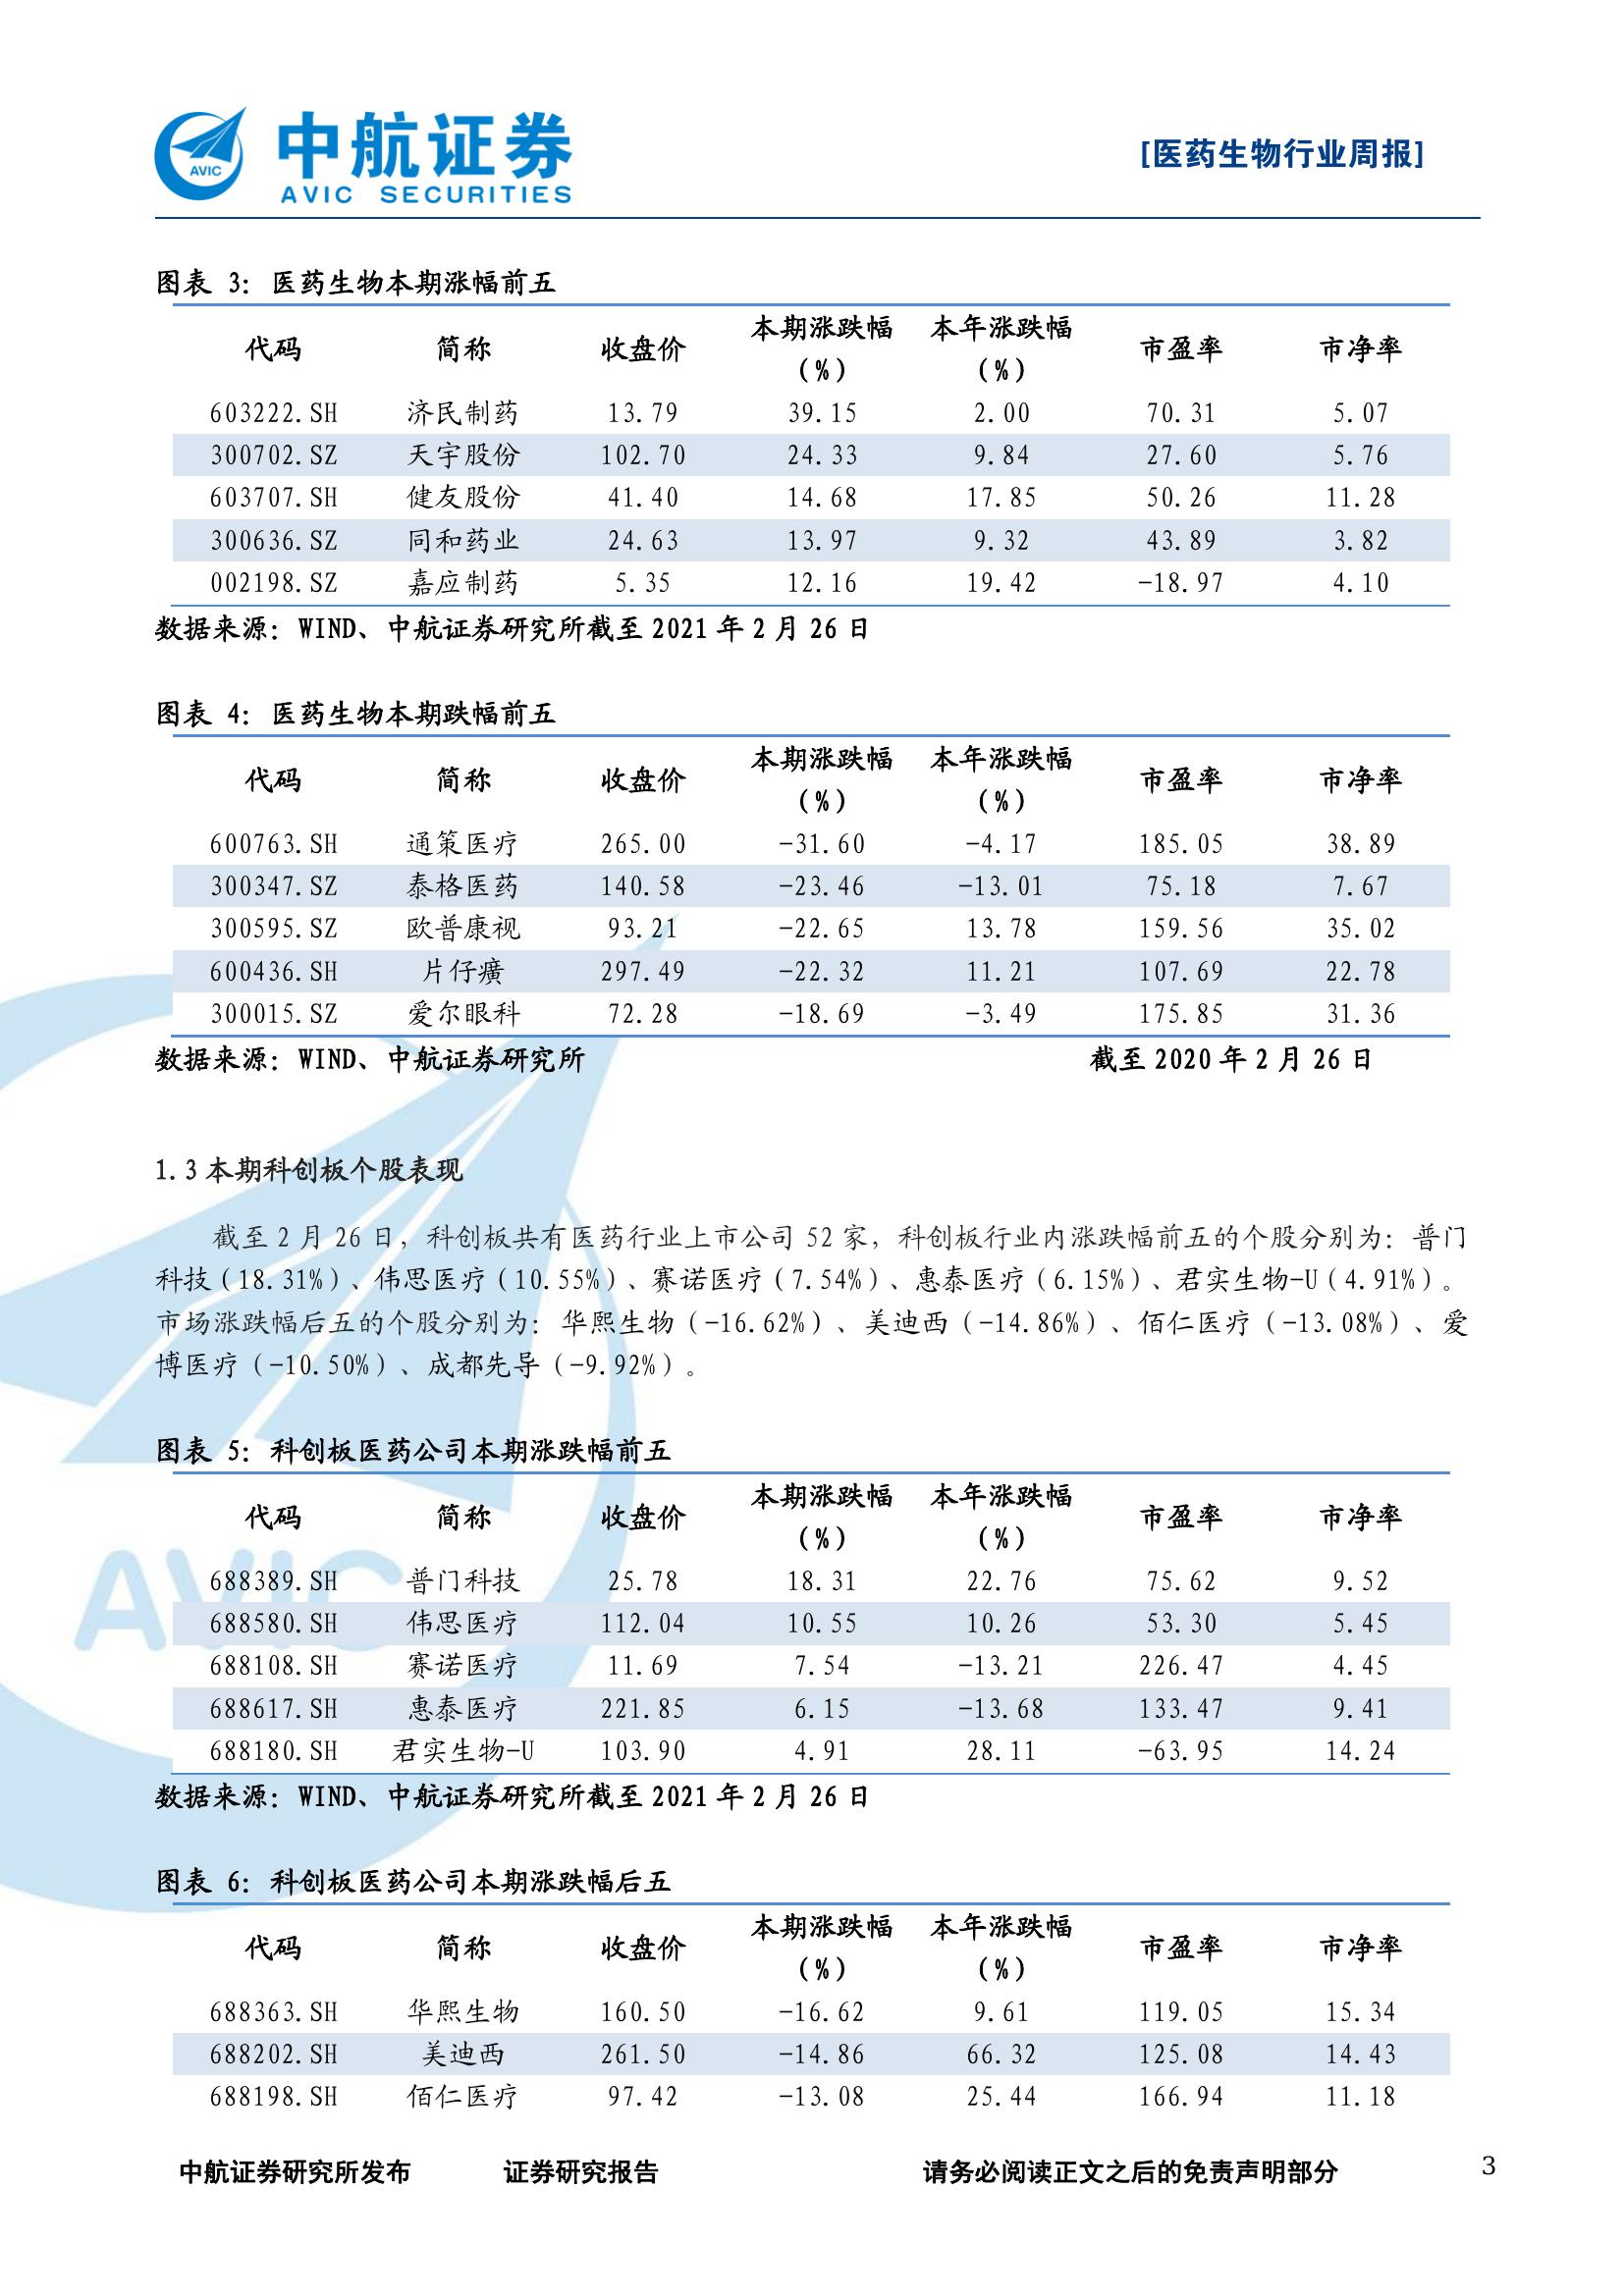 中航证券
AVIC SECURITIES
AVIC
[医药生物行业周报]
图表 3：医药生物本期涨幅前五
代码 简称 收盘价 本期涨跌幅（%） 本年涨跌幅（%） 市盈率 市净率
603222.SH 济民制药 13.79 39.15 2.00 70.31 5.07
300702.SZ 天宇股份 102.70 24.33 9.84 27.60 5.76
603707.SH 健友股份 41.40 14.68 17.85 50.26 11.28
300636.SZ 同和药业 24.63 13.97 9.32 43.89 3.82
002198.SZ 嘉应制药 5.35 12.16 19.42 -18.97 4.10
数据来源：WIND、中航证券研究所截至 2021 年 2 月 26 日
图表 4：医药生物本期跌幅前五
代码 简称 收盘价 本期涨跌幅（%） 本年涨跌幅（%） 市盈率 市净率
600763.SH 通策医疗 265.00 -31.60 -4.17 185.05 38.89
300347.SZ 泰格医药 140.58 -23.46 -13.01 75.18 7.67
300595.SZ 欧普康视 93.21 -22.65 13.78 159.56 35.02
600436.SH 片仔癀 297.49 -22.32 11.21 107.69 22.78
300015.SZ 爱尔眼科 72.28 -18.69 -3.49 175.85 31.36
数据来源：WIND、中航证券研究所 截至 2020 年 2 月 26 日
1.3 本期科创板个股表现
截至 2 月 26 日，科创板共有医药行业上市公司 52 家，科创板行业内涨跌幅前五的个股分别为：普门
科技（18.31%）、伟思医疗（10.55%）、赛诺医疗（7.54%）、惠泰医疗（6.15%）、君实生物-U（4.91%）。
市场涨跌幅后五的个股分别为：华熙生物（-16.62%）、美迪西（-14.86%）、佰仁医疗（-13.08%）、爱
博医疗（-10.50%）、成都先导（-9.92%）。
图表 5：科创板医药公司本期涨跌幅前五
代码 简称 收盘价 本期涨跌幅（%） 本年涨跌幅（%） 市盈率 市净率
688389.SH 普门科技 25.78 18.31 22.76 75.62 9.52
688580.SH 伟思医疗 112.04 10.55 10.26 53.30 5.45
688108.SH 赛诺医疗 11.69 7.54 -13.21 226.47 4.45
688617.SH 惠泰医疗 221.85 6.15 -13.68 133.47 9.41
688180.SH 君实生物-U 103.90 4.91 28.11 -63.95 14.24
数据来源：WIND、中航证券研究所截至 2021 年 2 月 26 日
图表 6：科创板医药公司本期涨跌幅后五
代码 简称 收盘价 本期涨跌幅（%） 本年涨跌幅（%） 市盈率 市净率
688363.SH 华熙生物 160.50 -16.62 9.61 119.05 15.34
688202.SH 美迪西 261.50 -14.86 66.32 125.08 14.43
688198.SH 佰仁医疗 97.42 -13.08 25.44 166.94 11.18
中航证券研究所发布 证券研究报告 请务必阅读正文之后的免责声明部分 3
AVIC